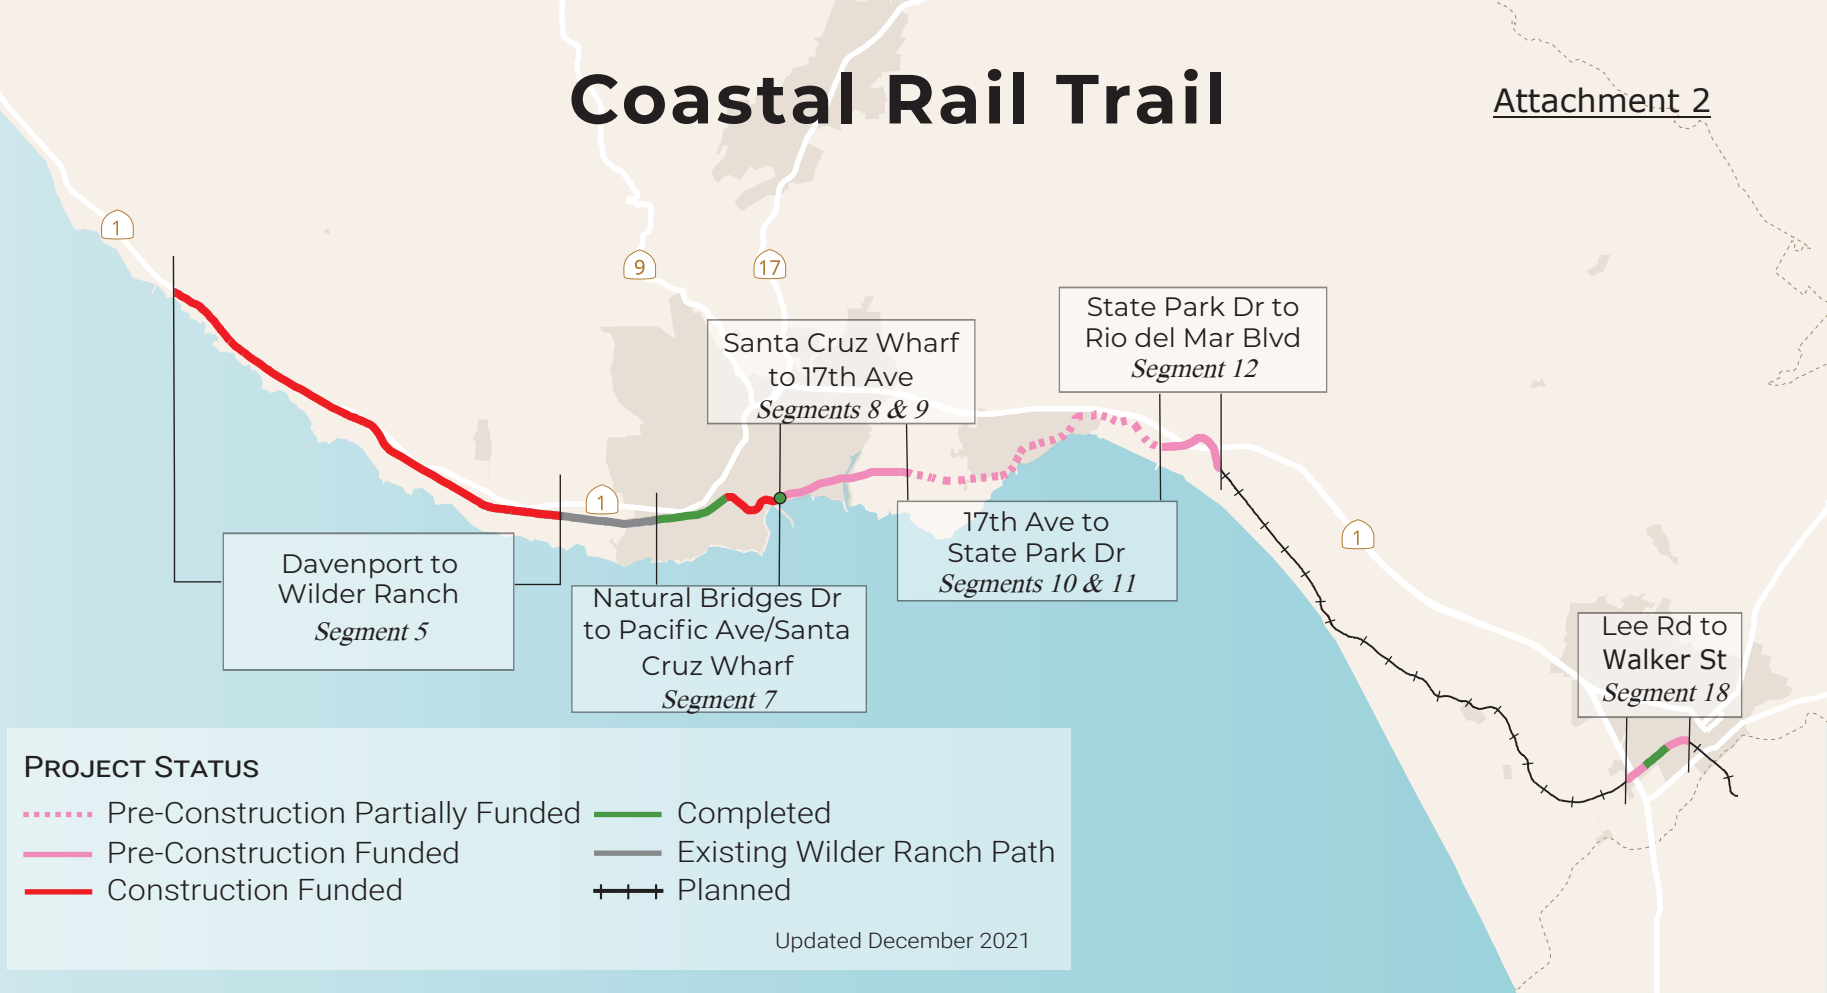 Coastal Rail Trail
Attachment 2
1
9
17
State Park Dr to
Rio del Mar Blvd
Segment 12
Santa Cruz Wharf
to 17th Ave
Segments 8 & 9
1
17th Ave to
State Park Dr
Segments 10 & 11
1
Davenport to
Wilder Ranch
Segment 5
Natural Bridges Dr
to Pacific Ave/Santa
Cruz Wharf
Segment 7
Lee Rd to
Walker St
Segment 18
PROJECT STATUS
Pre-Construction Partially Funded
Pre-Construction Funded
Construction Funded
Completed
Existing Wilder Ranch Path
Planned
Updated December 2021